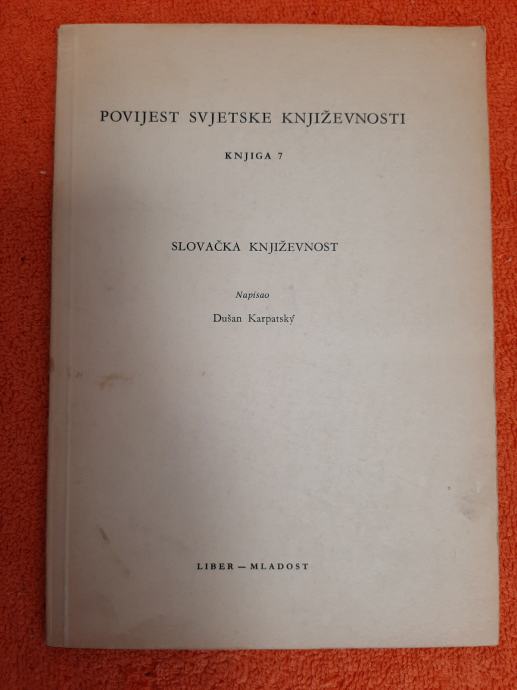 POVIJEST SVJETSKE KNJIŽEVNOSTI
KNJIGA 7
SLOVAČKA KNJIŽEVNOST
Napisao
Dušan Karpatský
LIBER — MLADOST